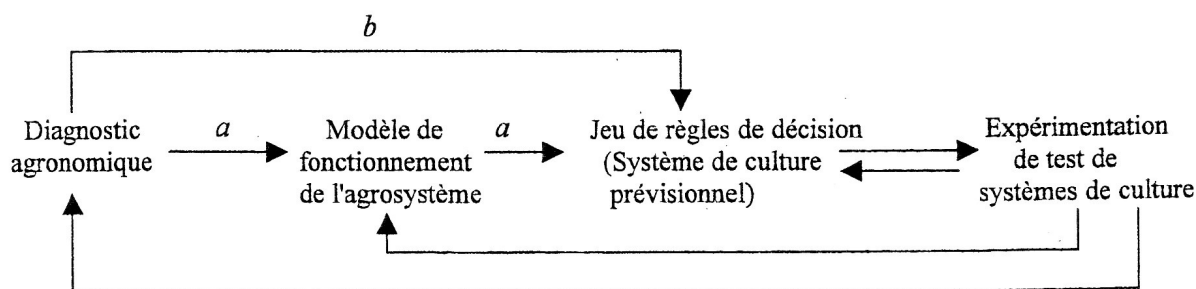 b
Diagnostic
agronomique
a
Modèle de
fonctionnement
de l'agrosystème
a
Jeu de règles de décision
(Système de culture
prévisionnel)
Expérimentation
de test de
systèmes de culture